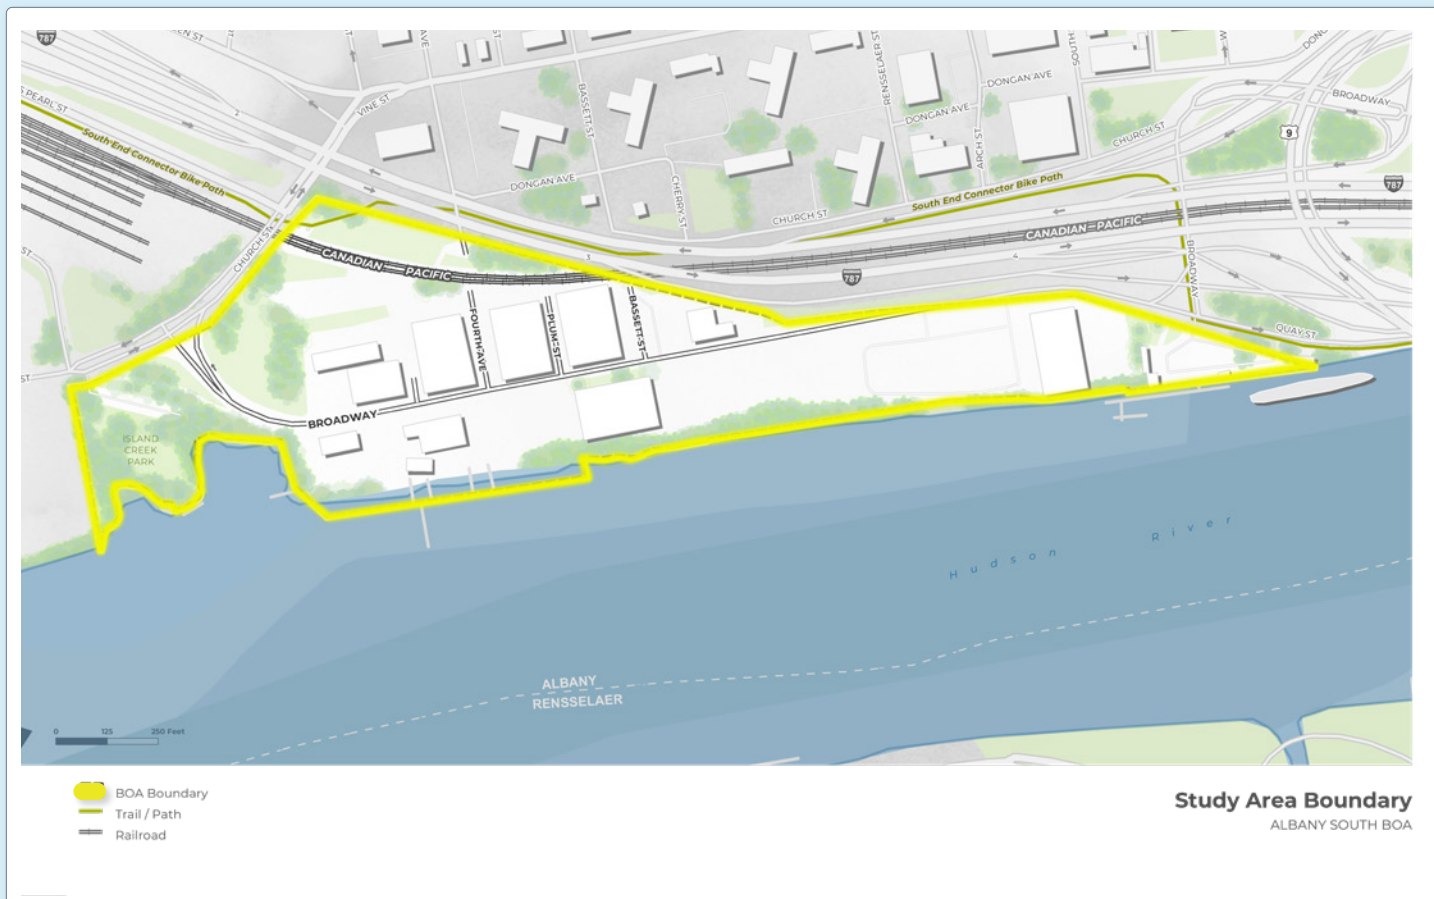 787
VINE ST
S PEARL ST
2
South End Connector Bike Path
BASSETT ST
RENSSELAER ST
DONGAN AVE
DONGAN AVE
ARCH ST
CHURCH ST
BROADWAY
9
787
DONGAN AVE
CHERRY ST
CHURCH ST
South End Connector Bike Path
CANADIAN PACIFIC
CHURCH ST
CANADIAN PACIFIC
3
4
787
BROADWAY
FOURTH AVE
PLUM ST
BASSETT ST
QUAY ST
BROADWAY
ISLAND
CREEK
PARK
Hudson River
ALBANY
RENSSELAER
0 125 250 Feet
BOA Boundary
Trail / Path
Railroad
Study Area Boundary
ALBANY SOUTH BOA